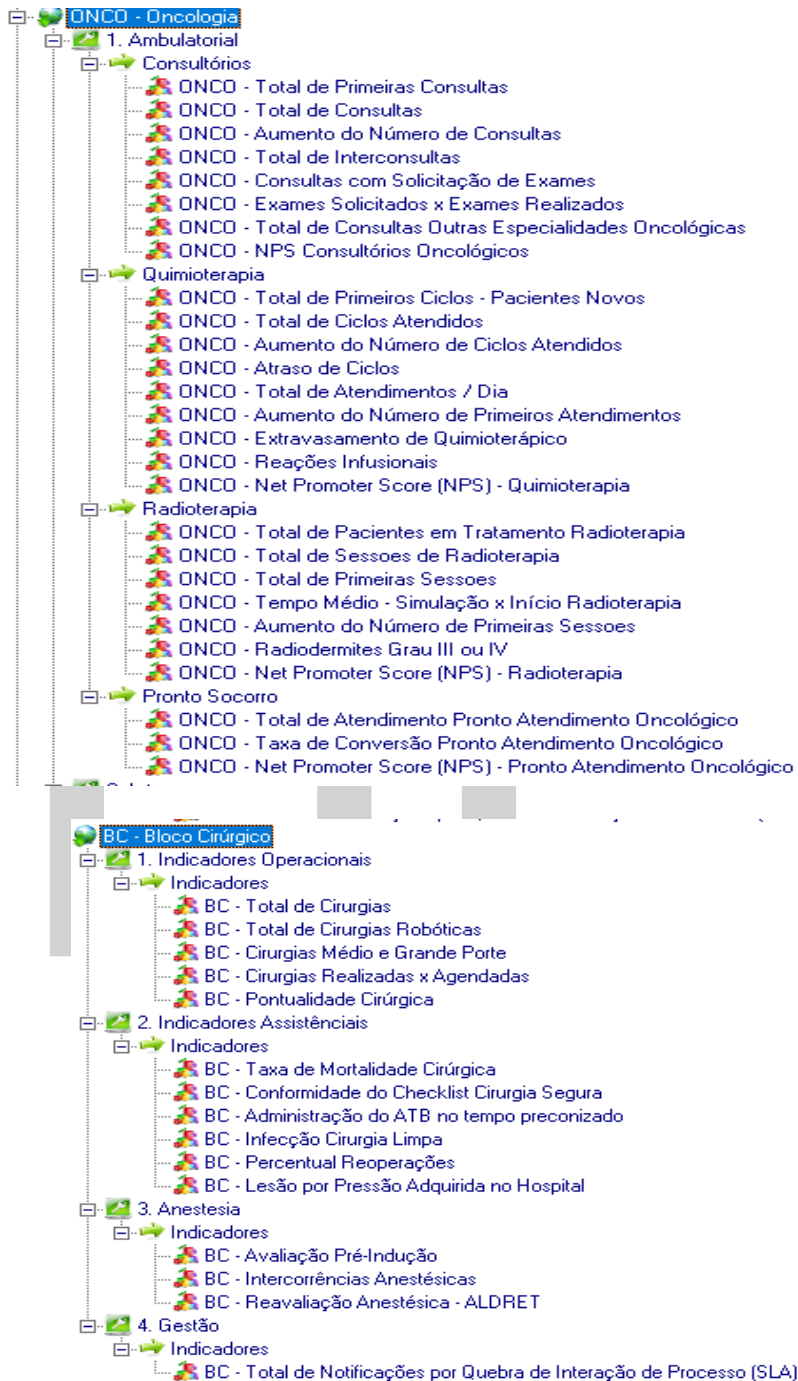 ONCO - Oncologia
1. Ambulatorial
Consultórios
ONCO - Total de Primeiras Consultas
ONCO - Total de Consultas
ONCO - Aumento do Número de Consultas
ONCO - Total de Interconsultas
ONCO - Consultas com Solicitação de Exames
ONCO - Exames Solicitados x Exames Realizados
ONCO - Total de Consultas Outras Especialidades Oncológicas
ONCO - NPS Consultórios Oncológicos
Quimioterapia
ONCO - Total de Primeiros Ciclos - Pacientes Novos
ONCO - Total de Ciclos Atendidos
ONCO - Aumento do Número de Ciclos Atendidos
ONCO - Atraso de Ciclos
ONCO - Total de Atendimentos / Dia
ONCO - Aumento do Número de Primeiros Atendimentos
ONCO - Extravasamento de Quimioterápico
ONCO - Reações Infusionais
ONCO - Net Promoter Score (NPS) - Quimioterapia
Radioterapia
ONCO - Total de Pacientes em Tratamento Radioterapia
ONCO - Total de Sessoes de Radioterapia
ONCO - Total de Primeiras Sessoes
ONCO - Tempo Médio - Simulação x Início Radioterapia
ONCO - Aumento do Número de Primeiras Sessoes
ONCO - Radiodermites Grau III ou IV
ONCO - Net Promoter Score (NPS) - Radioterapia
Pronto Socorro
ONCO - Total de Atendimento Pronto Atendimento Oncológico
ONCO - Taxa de Conversão Pronto Atendimento Oncológico
ONCO - Net Promoter Score (NPS) - Pronto Atendimento Oncológico
BC - Bloco Cirúrgico
1. Indicadores Operacionais
Indicadores
BC - Total de Cirurgias
BC - Total de Cirurgias Robóticas
BC - Cirurgias Médio e Grande Porte
BC - Cirurgias Realizadas x Agendadas
BC - Pontualidade Cirúrgica
2. Indicadores Assistênciais
Indicadores
BC - Taxa de Mortalidade Cirúrgica
BC - Conformidade do Checklist Cirurgia Segura
BC - Administração do ATB no tempo preconizado
BC - Infecção Cirurgia Limpa
BC - Percentual Reoperações
BC - Lesão por Pressão Adquirida no Hospital
3. Anestesia
Indicadores
BC - Avaliação Pré-Indução
BC - Intercorrências Anestésicas
BC - Reavaliação Anestésica - ALDRET
4. Gestão
Indicadores
BC - Total de Notificações por Quebra de Interação de Processo (SLA)